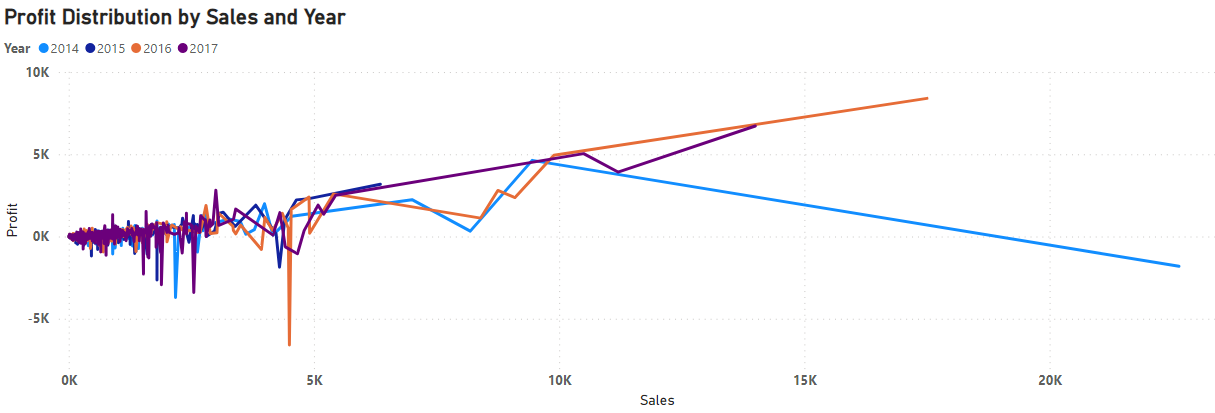 Profit Distribution by Sales and Year
Year 2014 2015 2016 2017
10K
5K
0K
-5K
Profit
0K 5K 10K 15K 20K
Sales